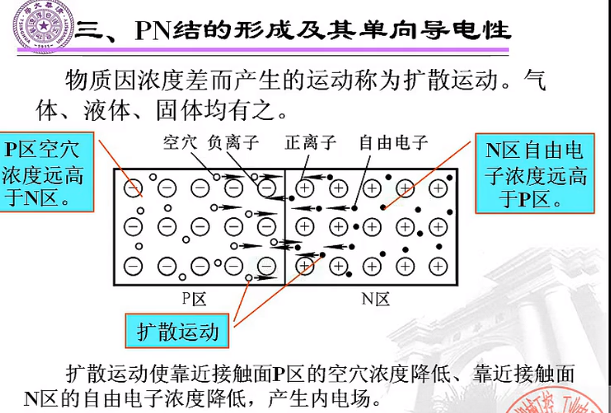 三、PN结的形成及其单向导电性
物质因浓度差而产生的运动称为扩散运动。气
体、液体、固体均有之。
P区空穴
浓度远高
于N区。
空穴 负离子 正离子 自由电子
N区自由电
子浓度远高
于P区。
P区
N区
扩散运动
扩散运动使靠近接触面P区的空穴浓度降低、靠近接触面
N区的自由电子浓度降低，产生内电场。